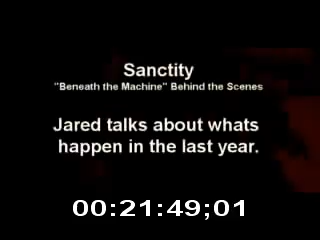 Sanctity
"Beneath the Machine" Behind the Scenes
Jared talks about whats
happen in the last year.
00:21:49;01